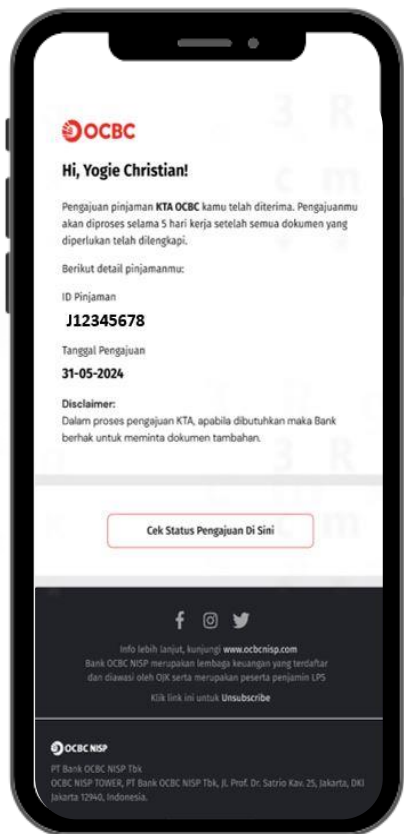 OCBC
Hi, Yogie Christian!
Pengajuan pinjaman KTA OCBC kamu telah diterima. Pengajuanmu
akan diproses selama 5 hari kerja setelah semua dokumen yang
diperlukan telah dilengkapi.
Berikut detail pinjamanmu:
ID Pinjaman
J12345678
Tanggal Pengajuan
31-05-2024
Disclaimer:
Dalam proses pengajuan KTA, apabila dibutuhkan maka Bank
berhak untuk meminta dokumen tambahan.
Cek Status Pengajuan Di Sini
Info lebih lanjut, kunjungi www.ocbcnisp.com
Bank OCBC NISP merupakan lembaga keuangan yang terdaftar
dan diawasi oleh OJK serta merupakan peserta penjamin LPS
Klik link ini untuk Unsubscribe
OCBC NISP
PT Bank OCBC NISP Tbk
OCBC NISP TOWER, PT Bank OCBC NISP Tbk, Jl. Prof. Dr. Satrio Kav. 25, Jakarta, DKI
Jakarta 12940, Indonesia.